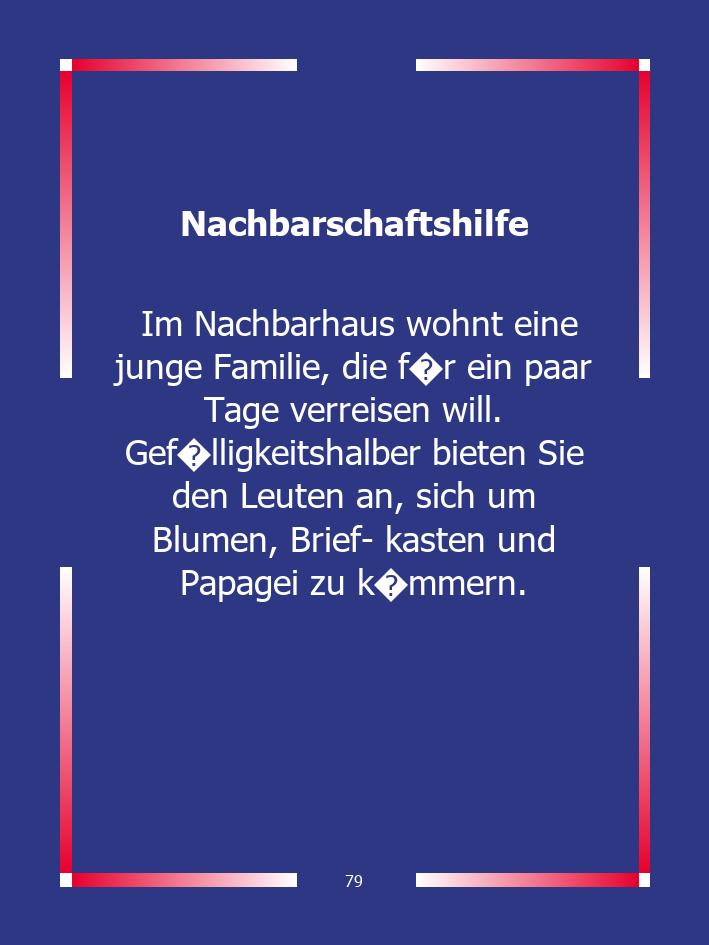 Nachbarschaftshilfe
Im Nachbarhaus wohnt eine
junge Familie, die f�r ein paar
Tage verreisen will.
Gef�lligkeitshalber bieten Sie
den Leuten an, sich um
Blumen, Brief- kasten und
Papagei zu k�mmern.
79